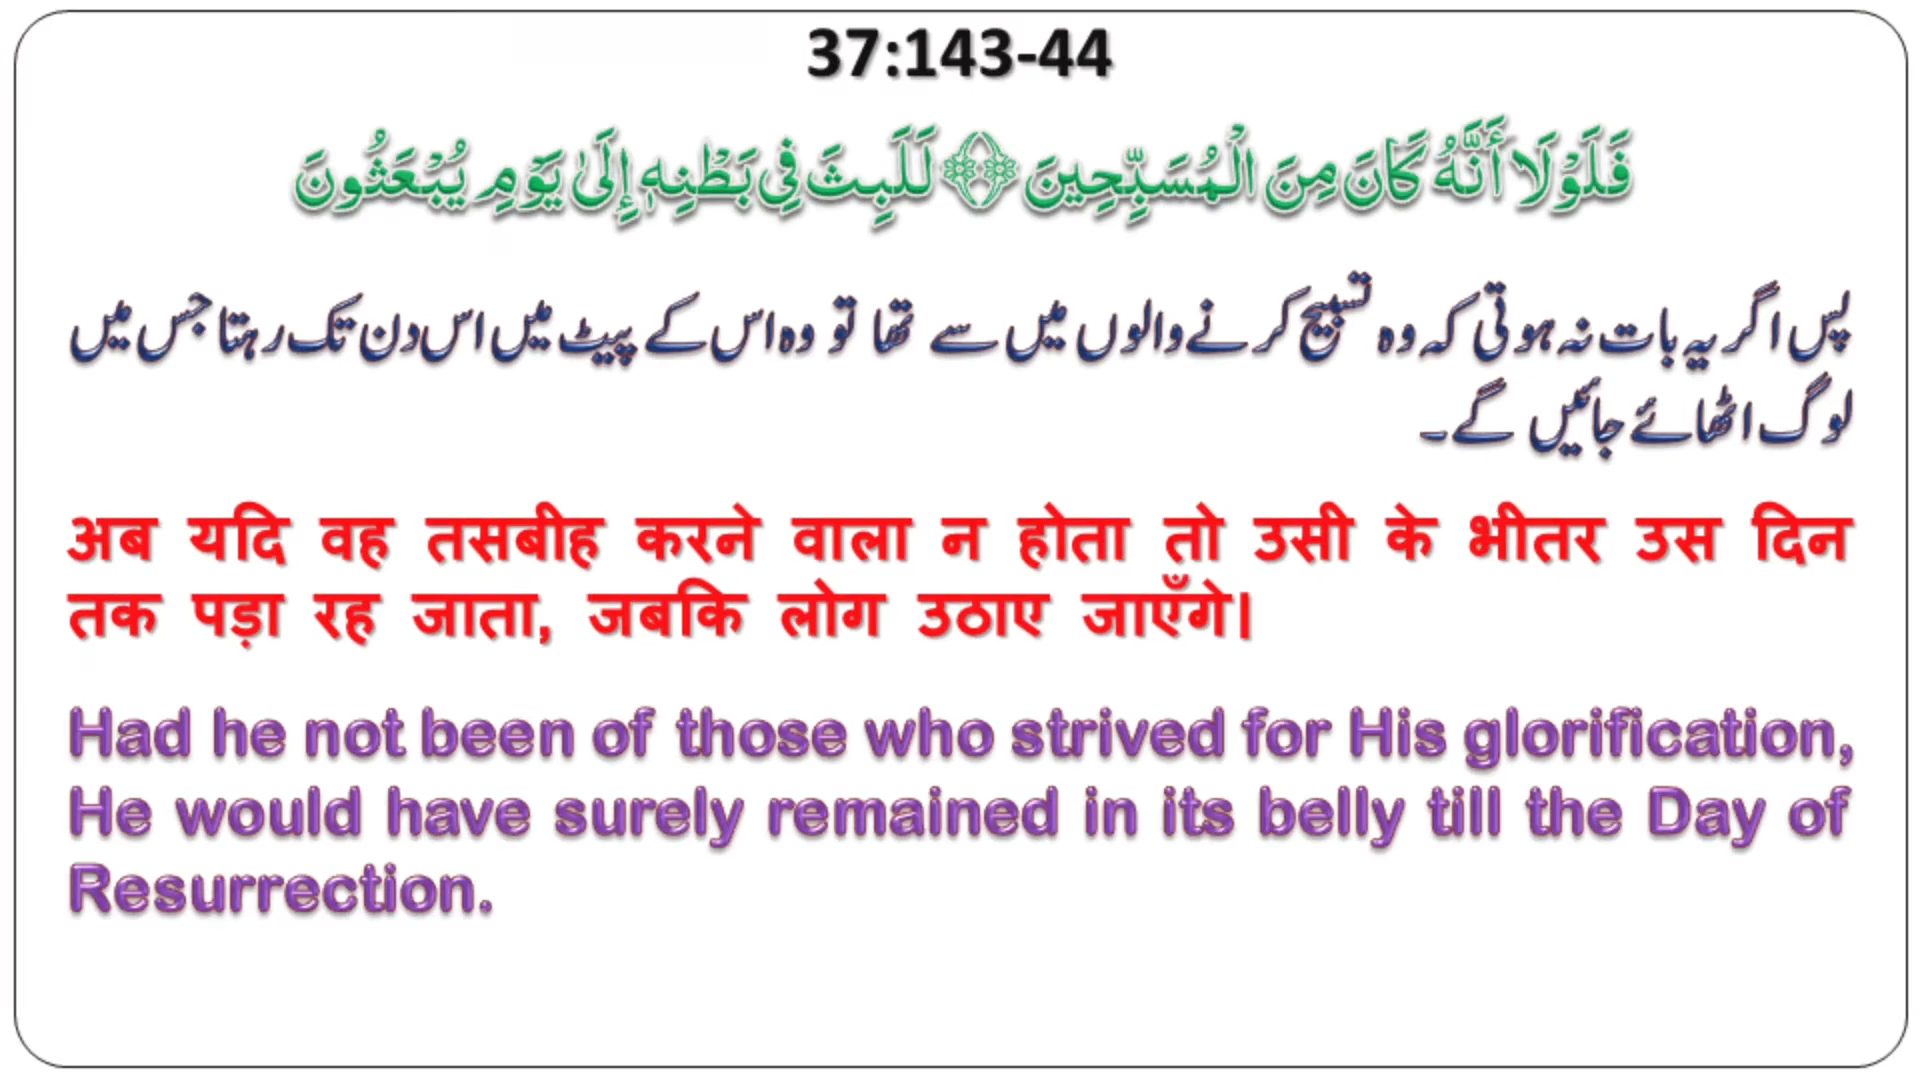 37:143-44
فَلَوْلَا أَنَّهُ كَانَ مِنَ الْمُسَبِّحِينَ ۝ لَلَبِثَ فِي بَطْنِهِ إِلَىٰ يَوْمِ يُبْعَثُونَ
پس اگر یہ بات نہ ہوتی کہ وہ تسبیح کرنے والوں میں سے تھا تو وہ اس کے پیٹ میں اس دن تک رہتا جس میں
لوگ اٹھائے جائیں گے۔
अब यदि वह तसबीह करने वाला न होता तो उसी के भीतर उस दिन
तक पड़ा रह जाता, जबकि लोग उठाए जाएँगे।
Had he not been of those who strived for His glorification,
He would have surely remained in its belly till the Day of
Resurrection.